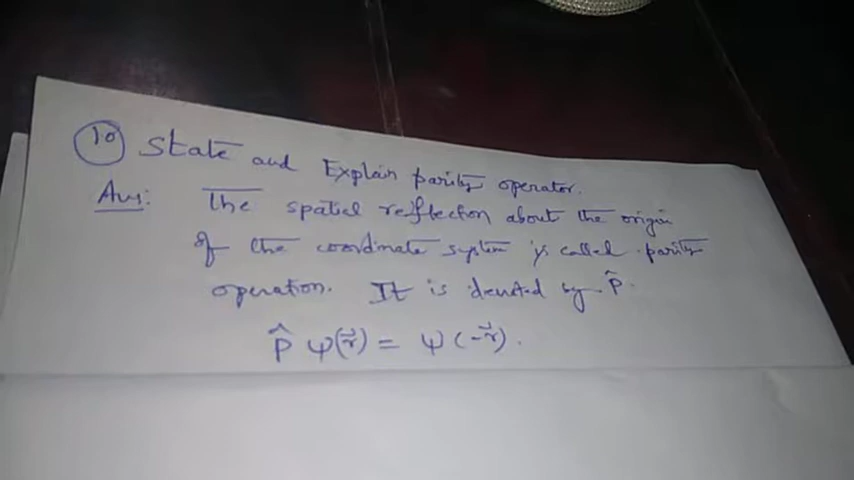 10 State and Explain parity operator.
Ans: The spatial reflection about the origin
of the coordinate system is called parity
operation. It is denoted by P̂.
P̂ ψ(r⃗) = ψ(-r⃗).